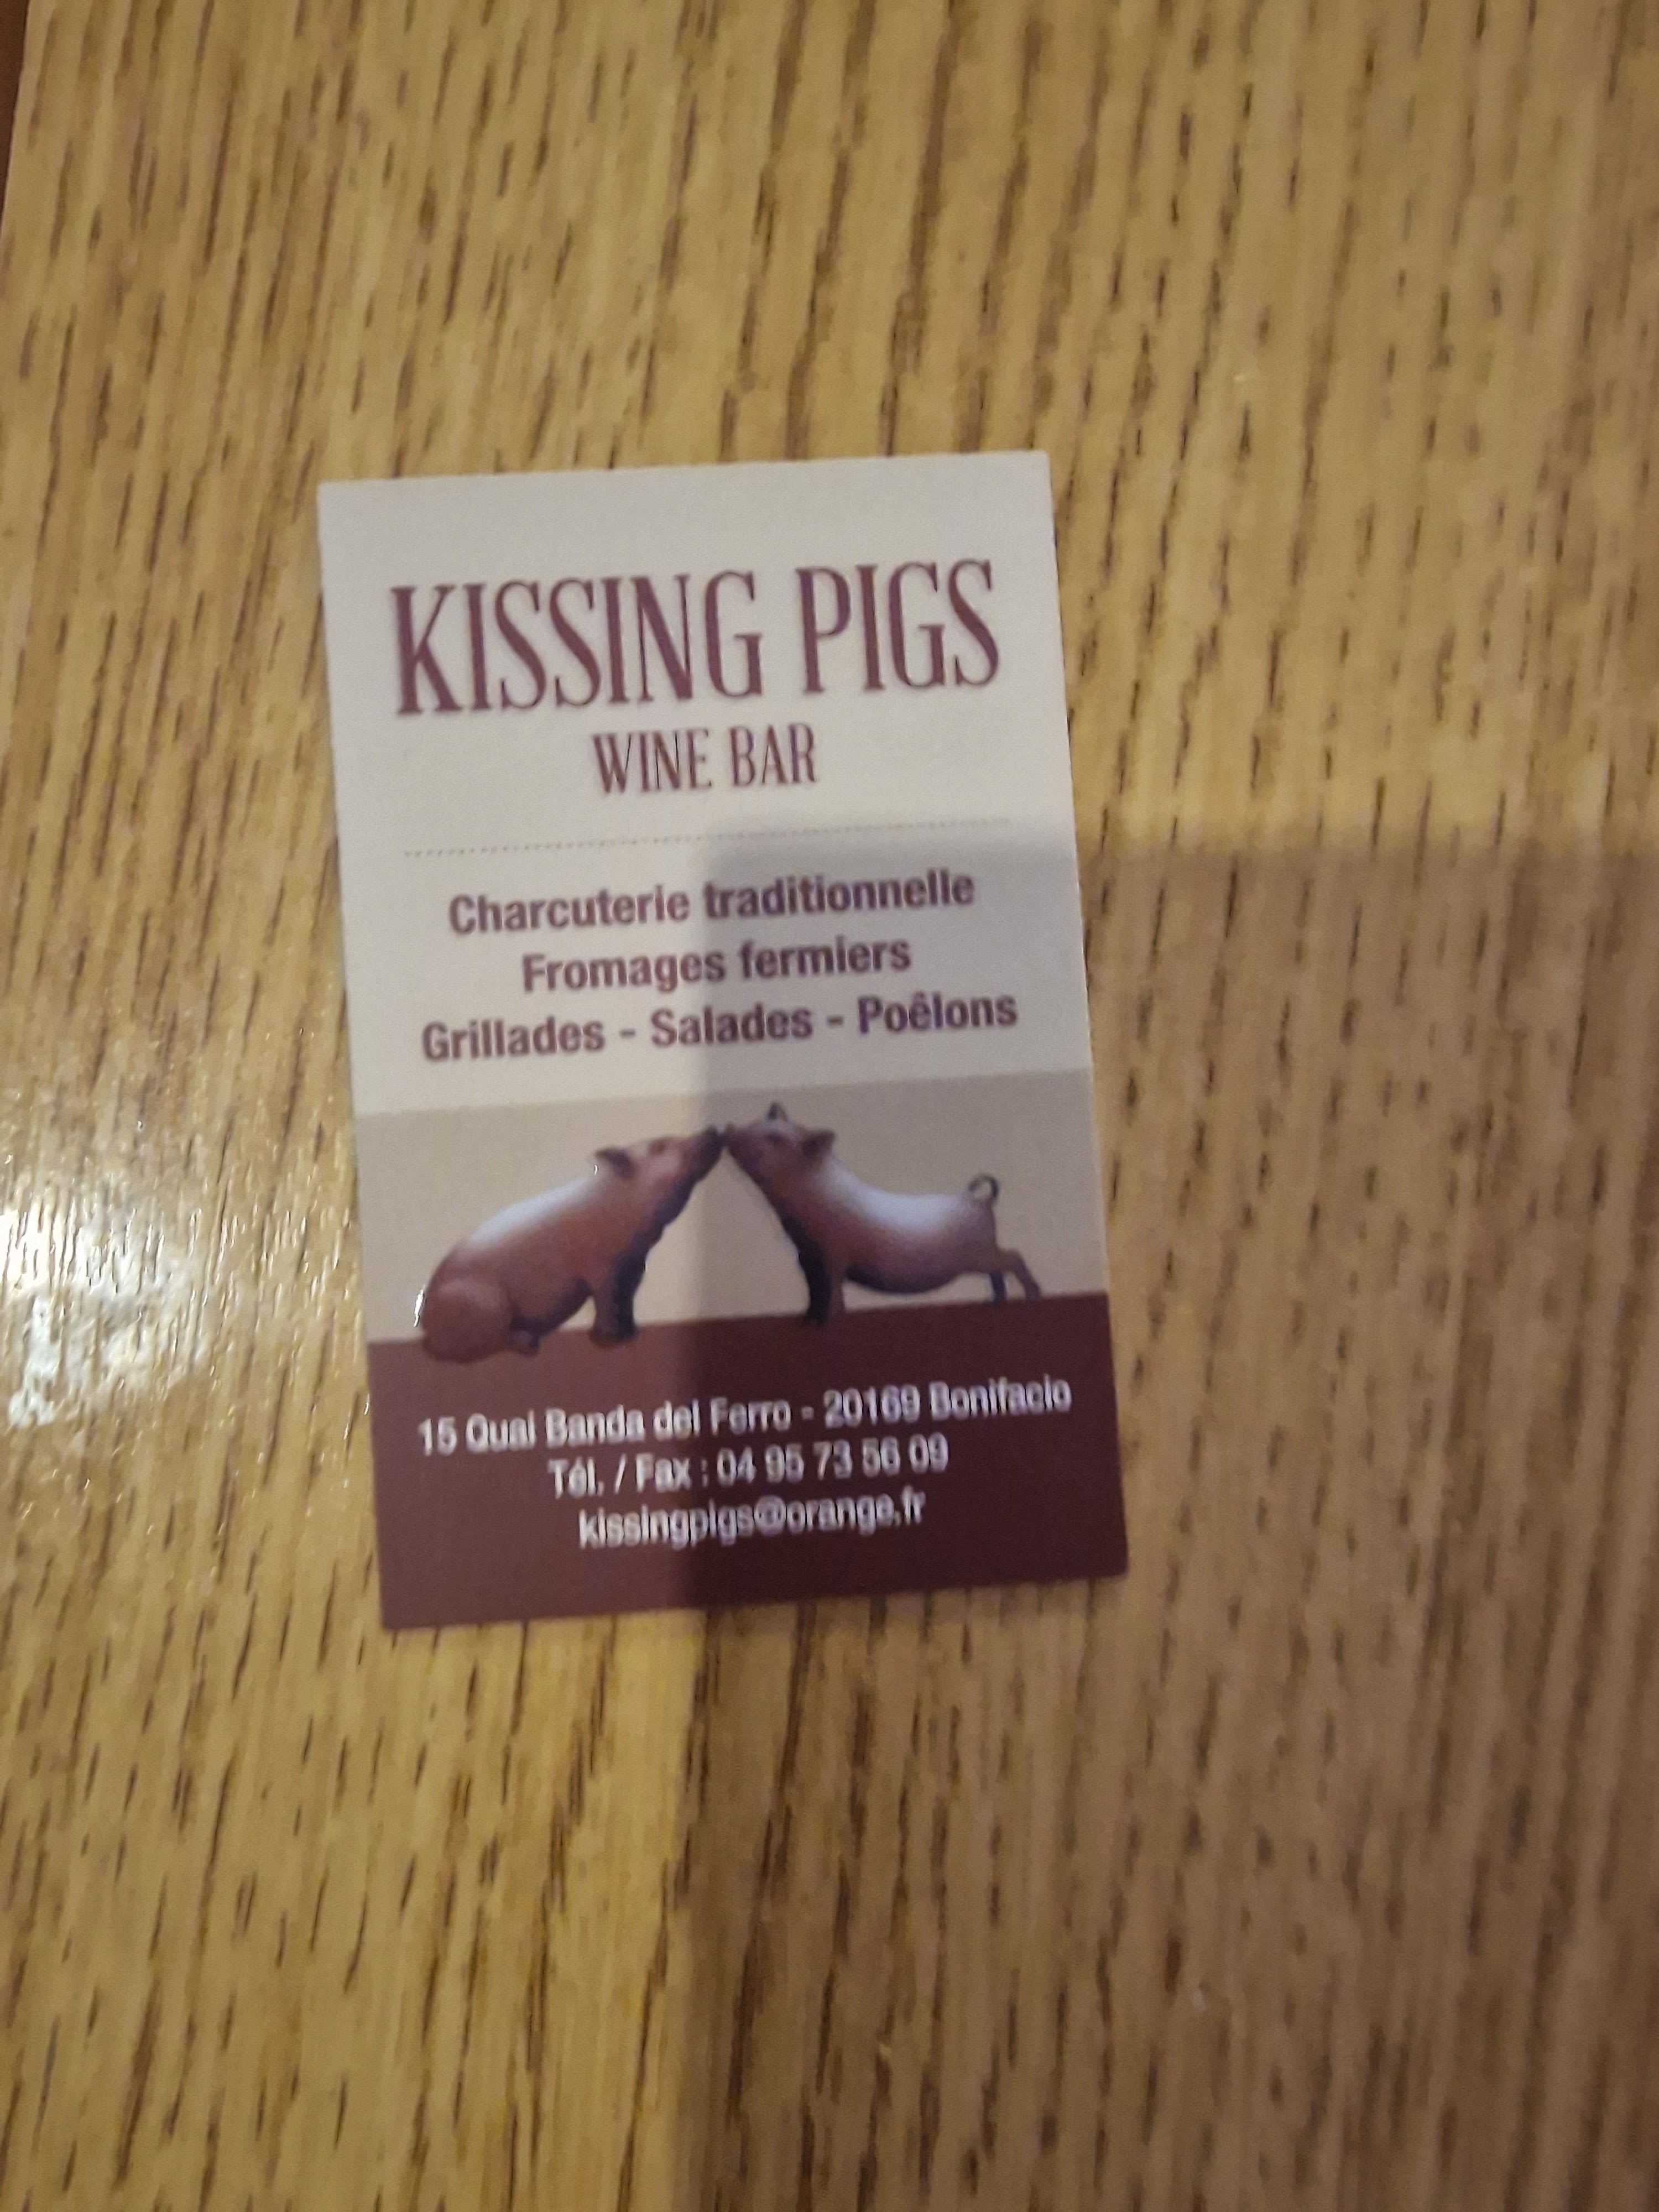 KISSING PIGS
WINE BAR
Charcuterie traditionnelle
Fromages fermiers
Grillades - Salades - Poêlons
15 Quai Banda del Ferro - 20169 Bonifacio
Tél. / Fax : 04 95 73 56 09
kissingpigs@orange.fr